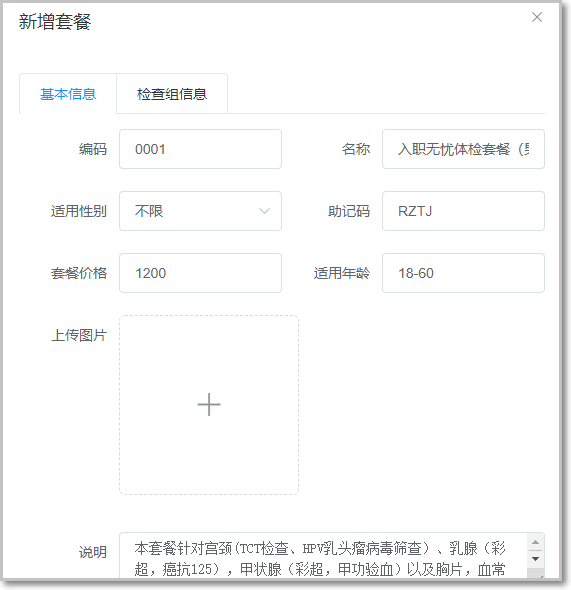 新增套餐
基本信息 检查组信息
编码 0001 名称 入职无忧体检套餐（
适用性别 不限 助记码 RZTJ
套餐价格 1200 适用年龄 18-60
上传图片
说明 本套餐针对宫颈(TCT检查、HPV乳头瘤病毒筛查）、乳腺（彩
超，癌抗125），甲状腺（彩超，甲功验血）以及胸片，血常